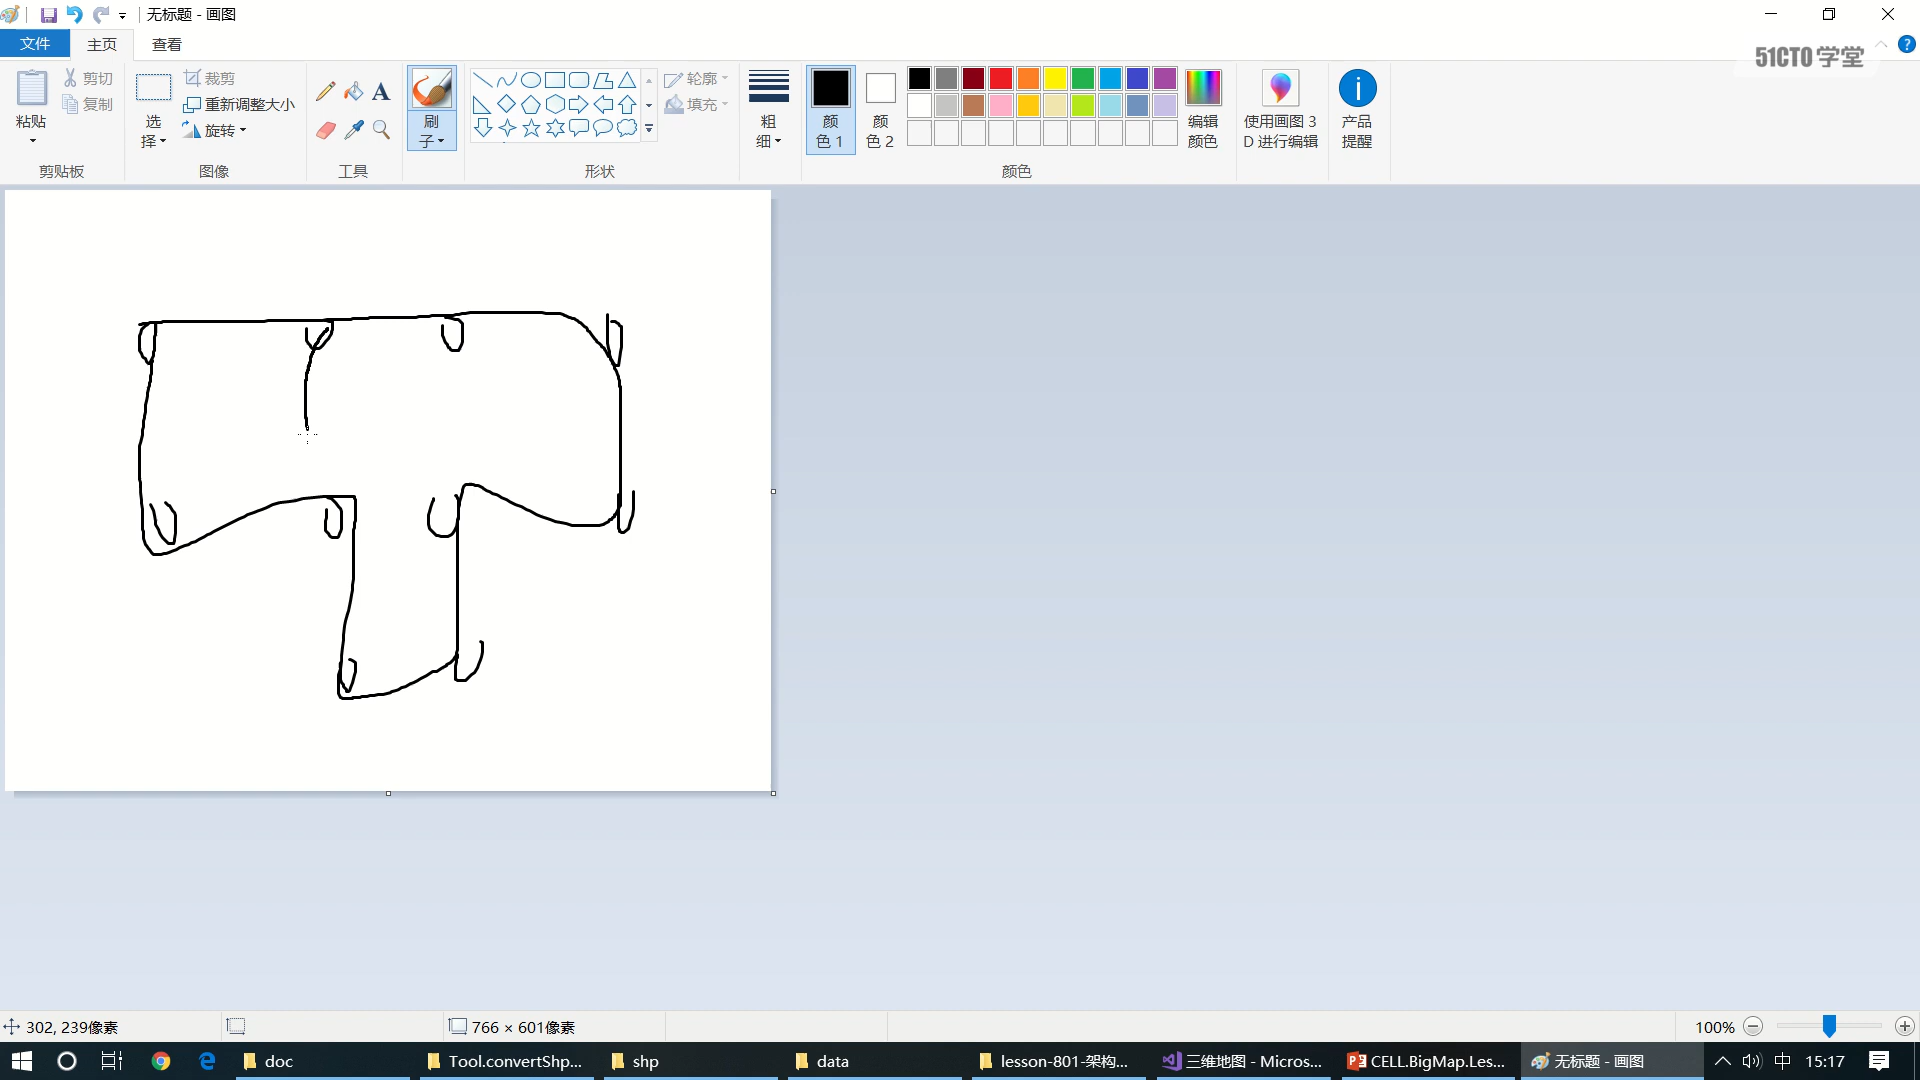 无标题 - 画图
文件 主页 查看
51CTO学堂
粘贴
剪切
复制
剪贴板
选择
裁剪
重新调整大小
旋转
图像
A
工具
刷子
形状
轮廓
填充
粗细
颜色 1
颜色 2
颜色
编辑颜色
使用画图 3D 进行编辑
产品提醒
302, 239像素
766 × 601像素
100%
doc
Tool.convertShp...
shp
data
lesson-801-架构...
三维地图 - Micros...
CELL.BigMap.Les...
无标题 - 画图
中
15:17